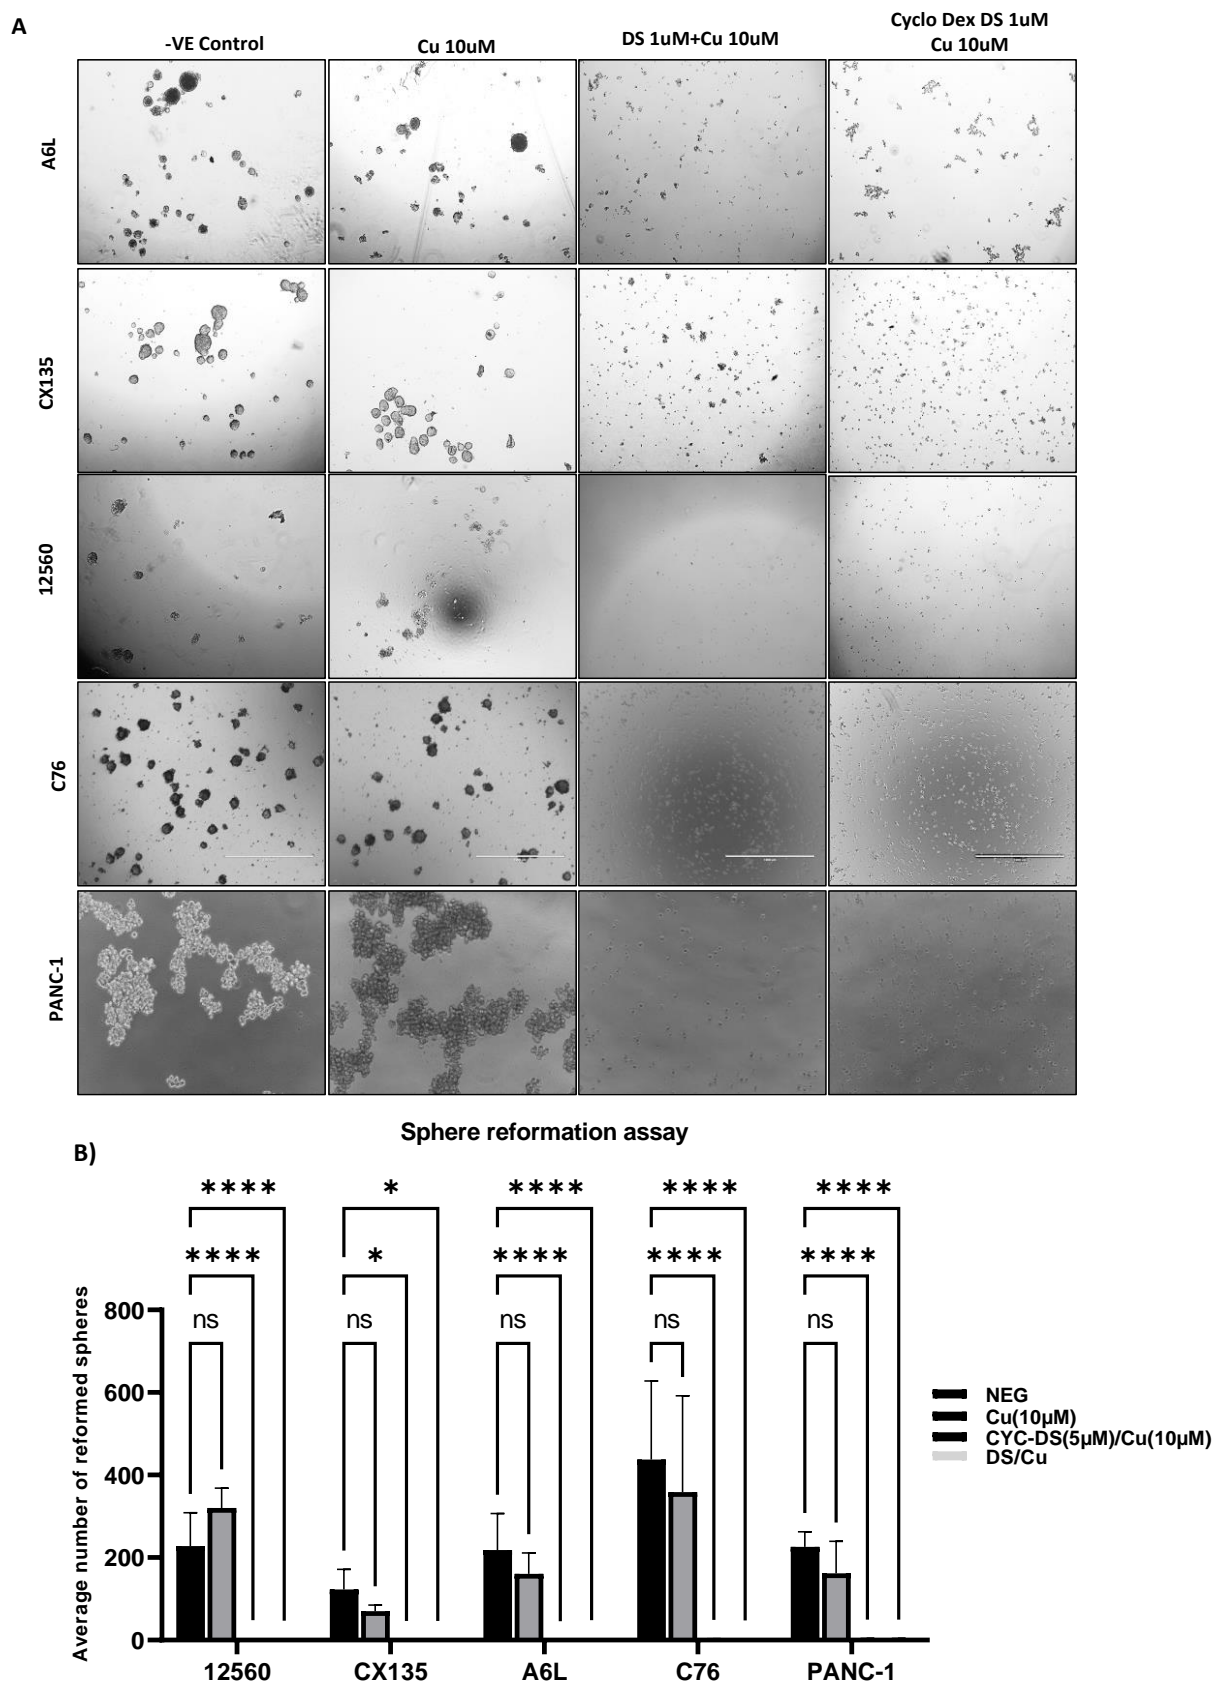 A
-VE Control
Cu 10uM
DS 1uM+Cu 10uM
Cyclo Dex DS 1uM
Cu 10uM
A6L
CX135
12560
C76
PANC-1
B)
Sphere reformation assay
**** * **** **** ****
**** * **** **** ****
ns ns ns ns ns
Average number of reformed spheres
800
600
400
200
0
12560 CX135 A6L C76 PANC-1
NEG
Cu(10µM)
CYC-DS(5µM)/Cu(10µM)
DS/Cu